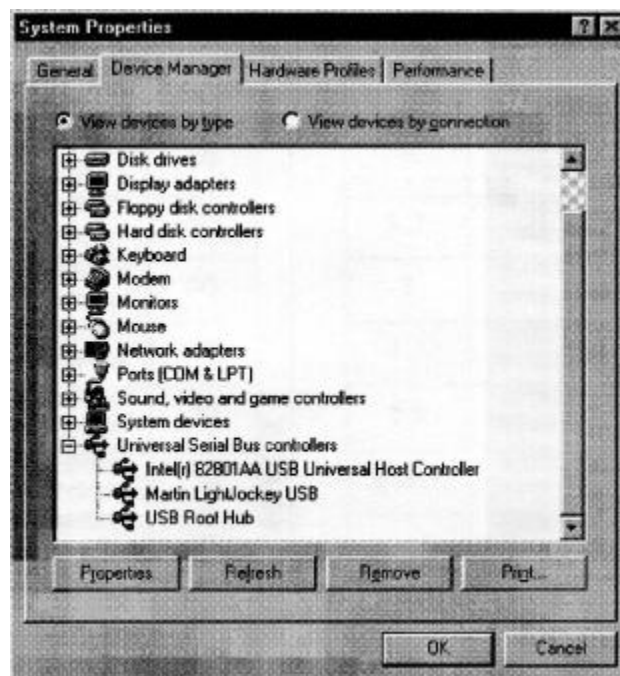 System Properties
General Device Manager Hardware Profiles Performance
View devices by type View devices by connection
Disk drives
Display adapters
Floppy disk controllers
Hard disk controllers
Keyboard
Modem
Monitors
Mouse
Network adapters
Ports (COM & LPT)
Sound, video and game controllers
System devices
Universal Serial Bus controllers
Intel(r) 82801AA USB Universal Host Controller
Martin LightJockey USB
USB Root Hub
Properties Refresh Remove Print...
OK Cancel